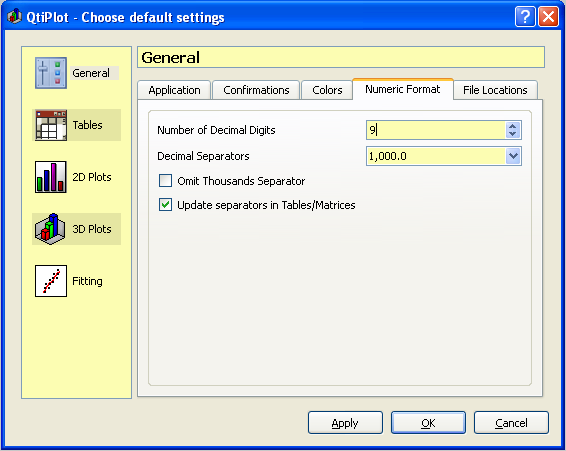 QtiPlot - Choose default settings
General
Tables
2D Plots
3D Plots
Fitting
General
Application Confirmations Colors Numeric Format File Locations
Number of Decimal Digits 9
Decimal Separators 1,000.0
Omit Thousands Separator
Update separators in Tables/Matrices
Apply OK Cancel